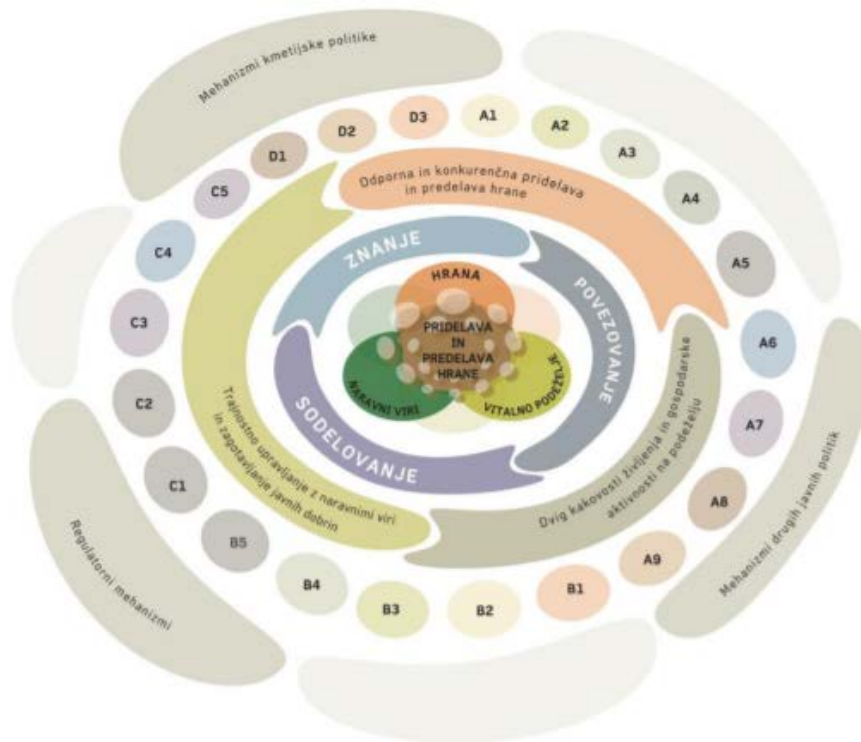 Mehanizmi kmetijske politike
D3
A1
D2
A2
D1
A3
C5
A4
C4
A5
C3
A6
C2
A7
C1
A8
B5
A9
B4
B1
B3
B2
Odporna in konkurenčna pridelava
in predelava hrane
ZNANJE
POVEZOVANJE
SODELOVANJE
HRANA
PRIDELAVA
IN
PREDELAVA
HRANE
NARAVNI VIRI
VITALNO PODEŽELJE
Trajnostno upravljanje z naravnimi viri
in zagotavljanje javnih dobrin
Dvig kakovosti življenja in gospodarske
aktivnosti na podeželju
Regulatorni mehanizmi
Mehanizmi drugih javnih politik